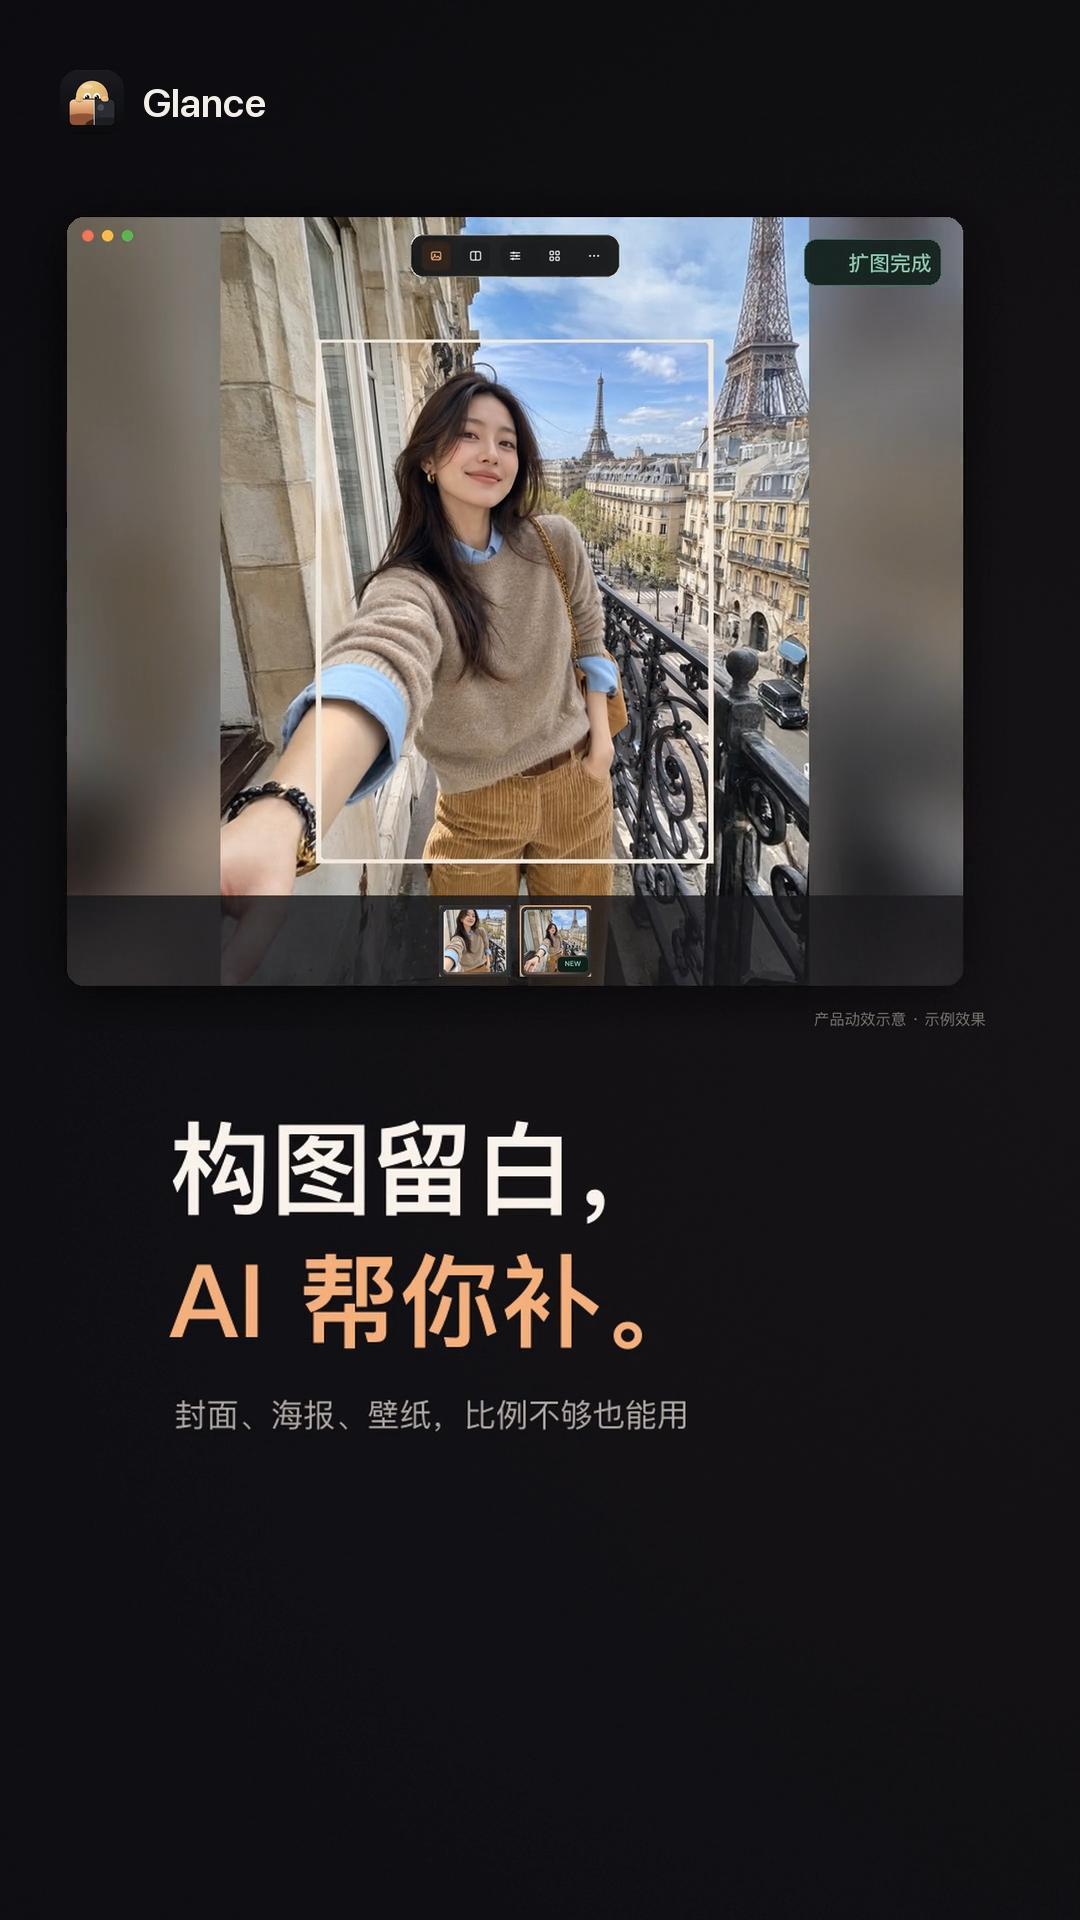 Glance
扩图完成
NEW
产品动效示意 · 示例效果
构图留白，
AI 帮你补。
封面、海报、壁纸，比例不够也能用